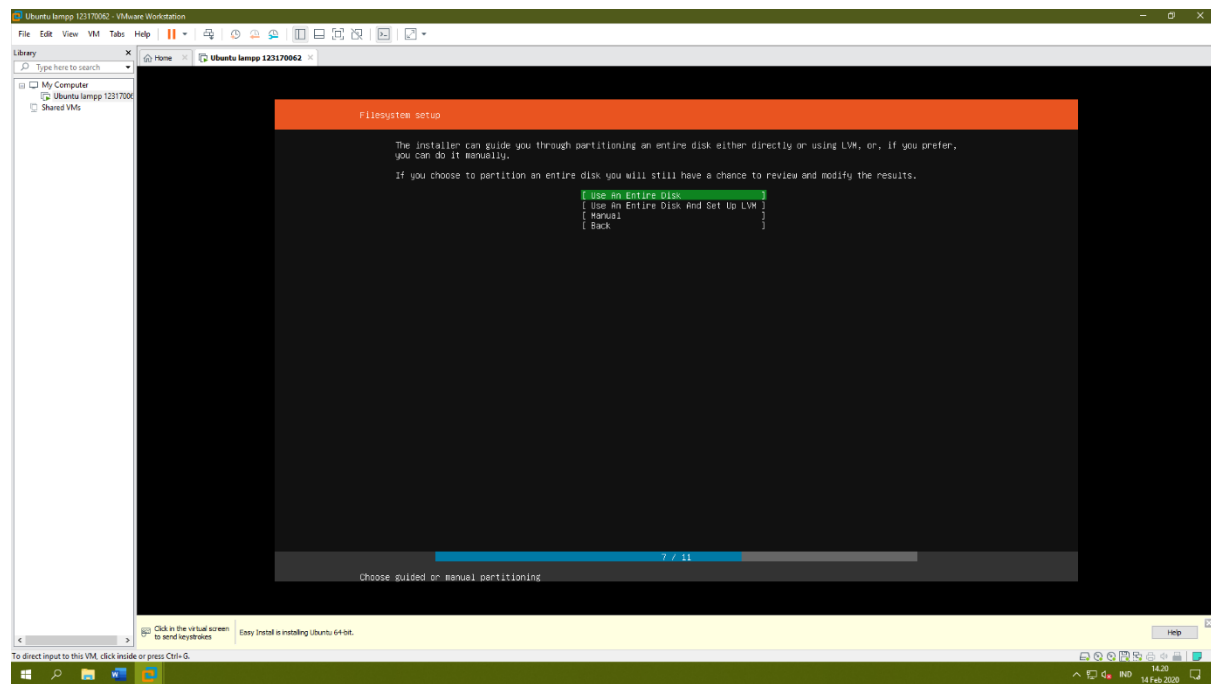 Ubuntu lampp 123170062 - VMware Workstation
File Edit View VM Tabs Help
Library
Home
Ubuntu lampp 123170062
Type here to search
My Computer
Ubuntu lampp 1231700
Shared VMs
Filesystem setup
The installer can guide you through partitioning an entire disk either directly or using LVM, or, if you prefer,
you can do it manually.
If you choose to partition an entire disk you will still have a chance to review and modify the results.
[ Use An Entire Disk ]
[ Use An Entire Disk And Set Up LVM ]
[ Manual ]
[ Back ]
7 / 11
Choose guided or manual partitioning
Click in the virtual screen
to send keystrokes
Easy Install is installing Ubuntu 64-bit.
Help
To direct input to this VM, click inside or press Ctrl+G.
IND
14.20
14 Feb 2020